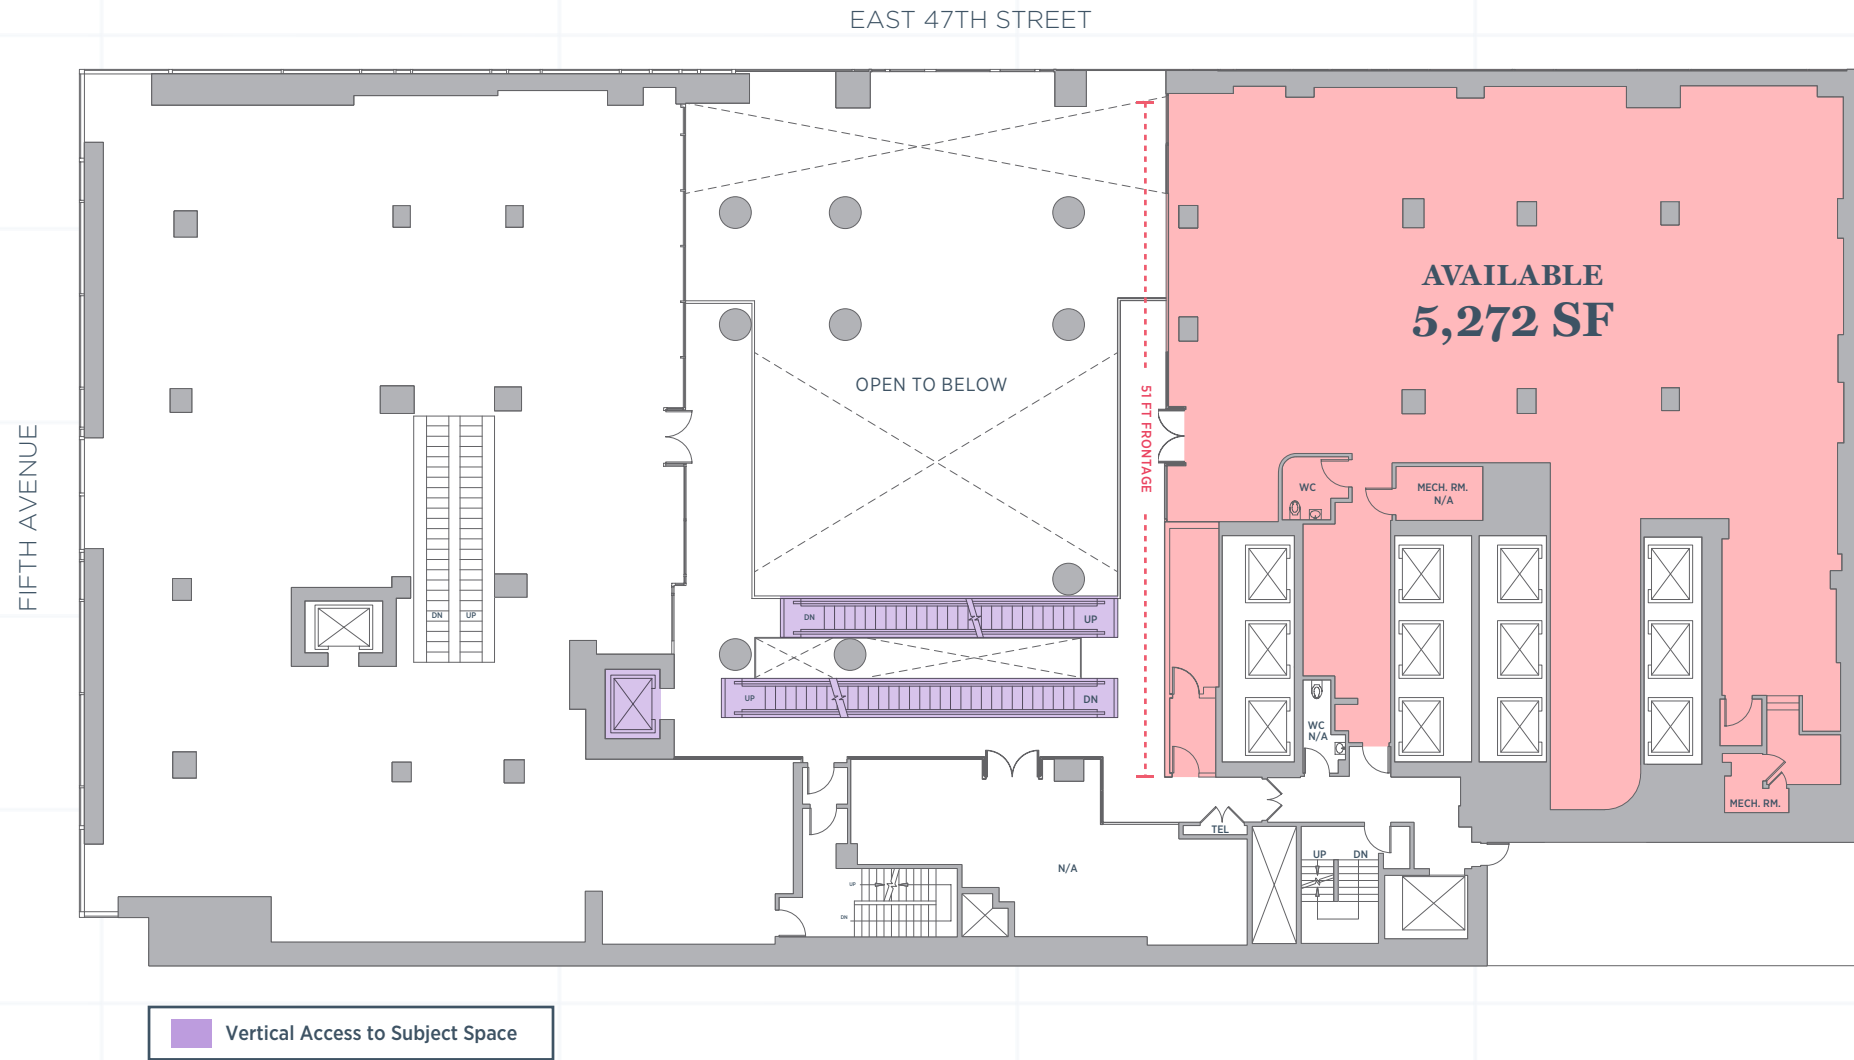 EAST 47TH STREET
FIFTH AVENUE
AVAILABLE
5,272 SF
OPEN TO BELOW
51 FT FRONTAGE
WC
MECH. RM.
N/A
DN
UP
DN
UP
UP
DN
WC
N/A
MECH. RM.
TEL
UP
DN
N/A
UP
DN
Vertical Access to Subject Space